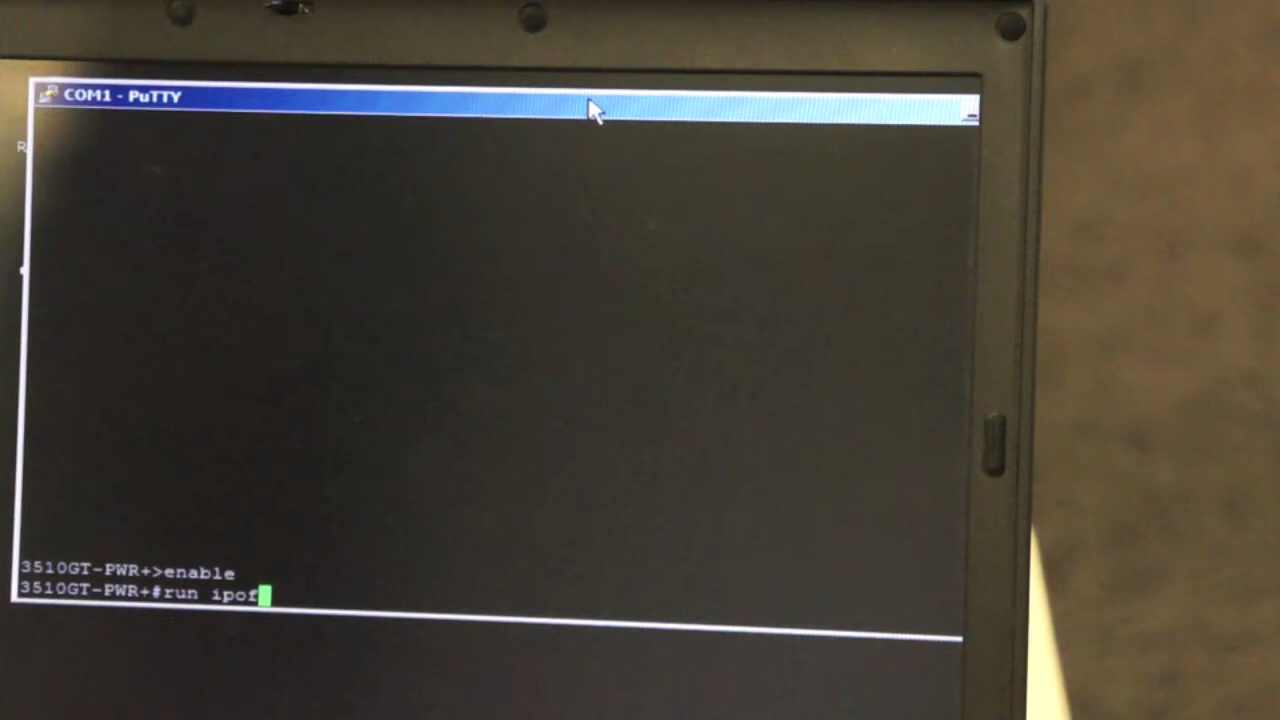 COM1 - PuTTY
R
3510GT-PWR+>enable
3510GT-PWR+#run ipof